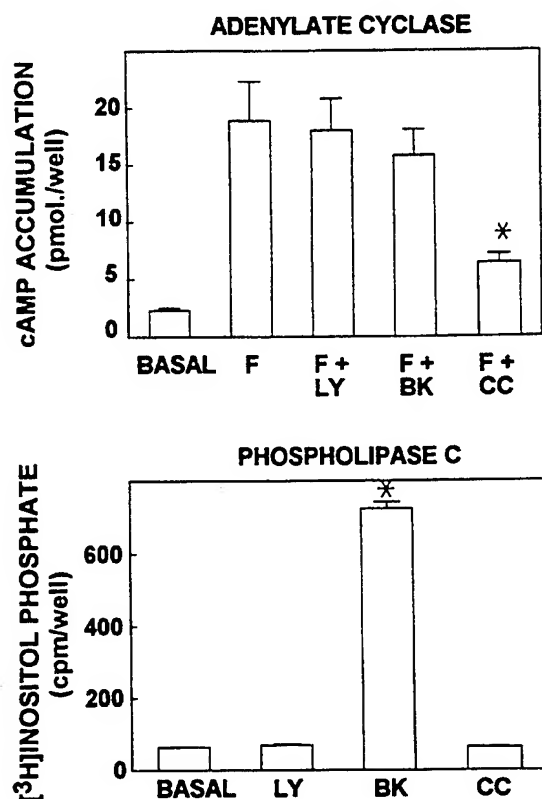 ADENYLATE CYCLASE
cAMP ACCUMULATION
(pmol./well)
20
15
10
5
0
*
BASAL F F + F + F +
LY BK CC
PHOSPHOLIPASE C
[³H]INOSITOL PHOSPHATE
(cpm/well)
*
600
400
200
0
BASAL LY BK CC